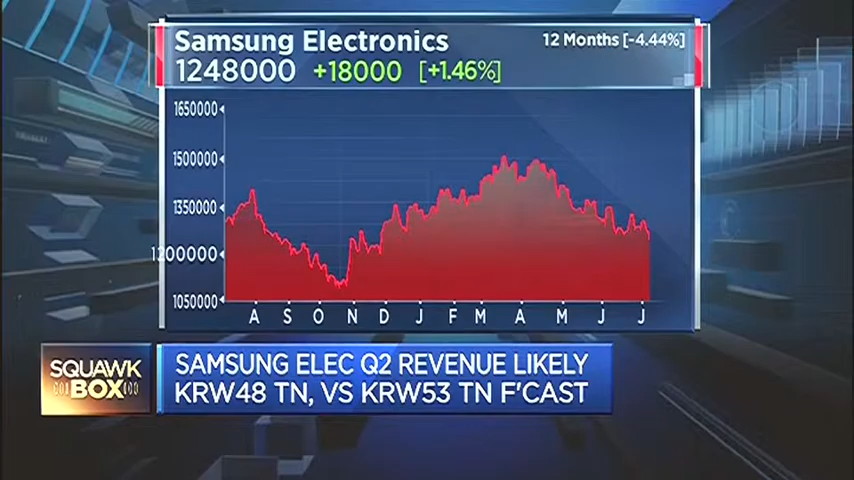 Samsung Electronics
12 Months [-4.44%]
1248000 +18000 [+1.46%]
1650000
1500000
1350000
12000000
1050000
A S O N D J F M A M J J
SQUAWK
BOX
SAMSUNG ELEC Q2 REVENUE LIKELY
KRW48 TN, VS KRW53 TN F'CAST